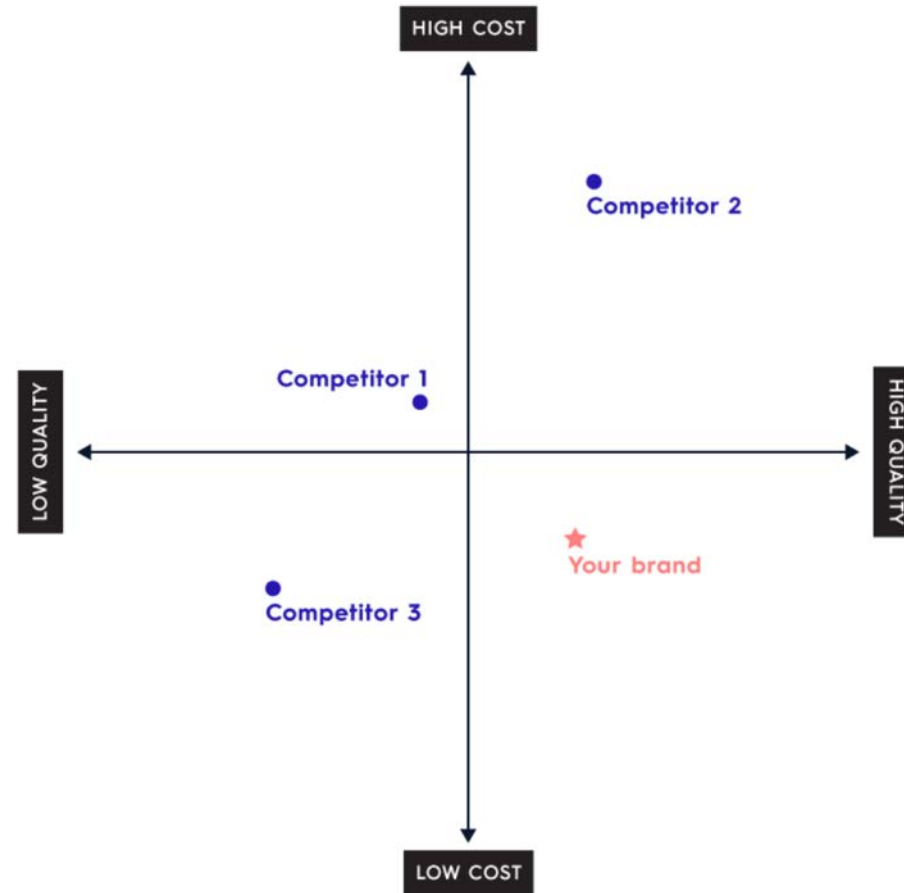 HIGH COST
Competitor 2
Competitor 1
LOW QUALITY
HIGH QUALITY
Your brand
Competitor 3
LOW COST